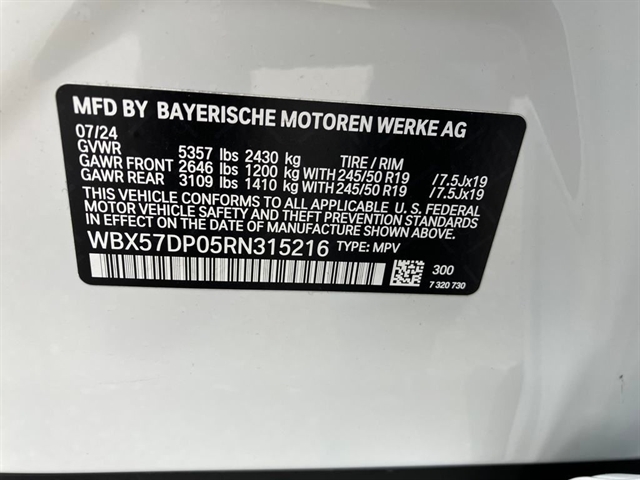 MFD BY BAYERISCHE MOTOREN WERKE AG
07/24
GVWR 5357 lbs 2430 kg TIRE / RIM
GAWR FRONT 2646 lbs 1200 kg WITH 245/50 R19 /7.5Jx19
GAWR REAR 3109 lbs 1410 kg WITH 245/50 R19 /7.5Jx19
THIS VEHICLE CONFORMS TO ALL APPLICABLE U. S. FEDERAL
MOTOR VEHICLE SAFETY AND THEFT PREVENTION STANDARDS
IN EFFECT ON THE DATE OF MANUFACTURE SHOWN ABOVE.
WBX57DP05RN315216 TYPE: MPV
300
7 320 730